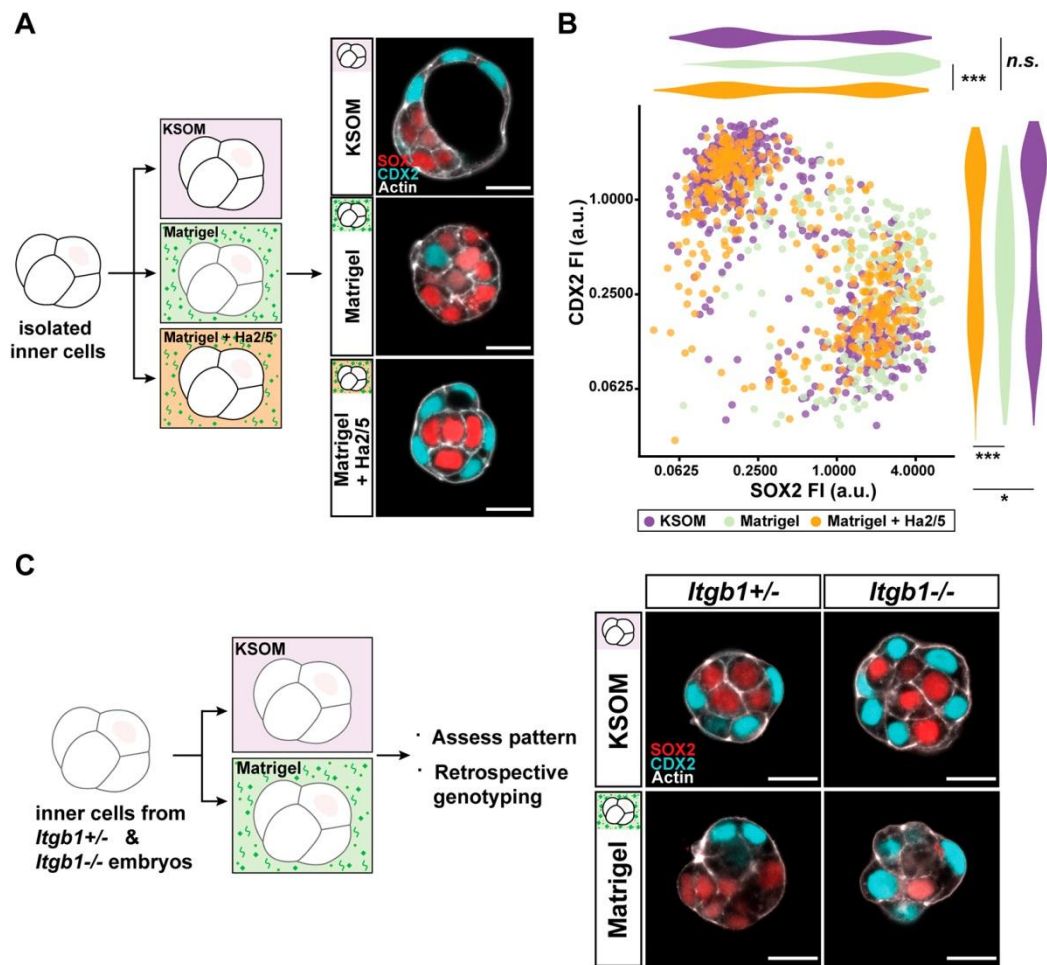 A
KSOM
Matrigel
Matrigel + Ha2/5
isolated
inner cells
KSOM
SOX2
CDX2
Actin
Matrigel
Matrigel
+ Ha2/5
B
n.s.
***
CDX2 FI (a.u.)
1.0000
0.2500
0.0625
0.0625
0.2500
1.0000
4.0000
SOX2 FI (a.u.)
***
*
KSOM
Matrigel
Matrigel + Ha2/5
C
KSOM
Matrigel
inner cells from
Itgb1+/- &
Itgb1-/- embryos
· Assess pattern
· Retrospective
genotyping
Itgb1+/-
Itgb1-/-
KSOM
SOX2
CDX2
Actin
Matrigel